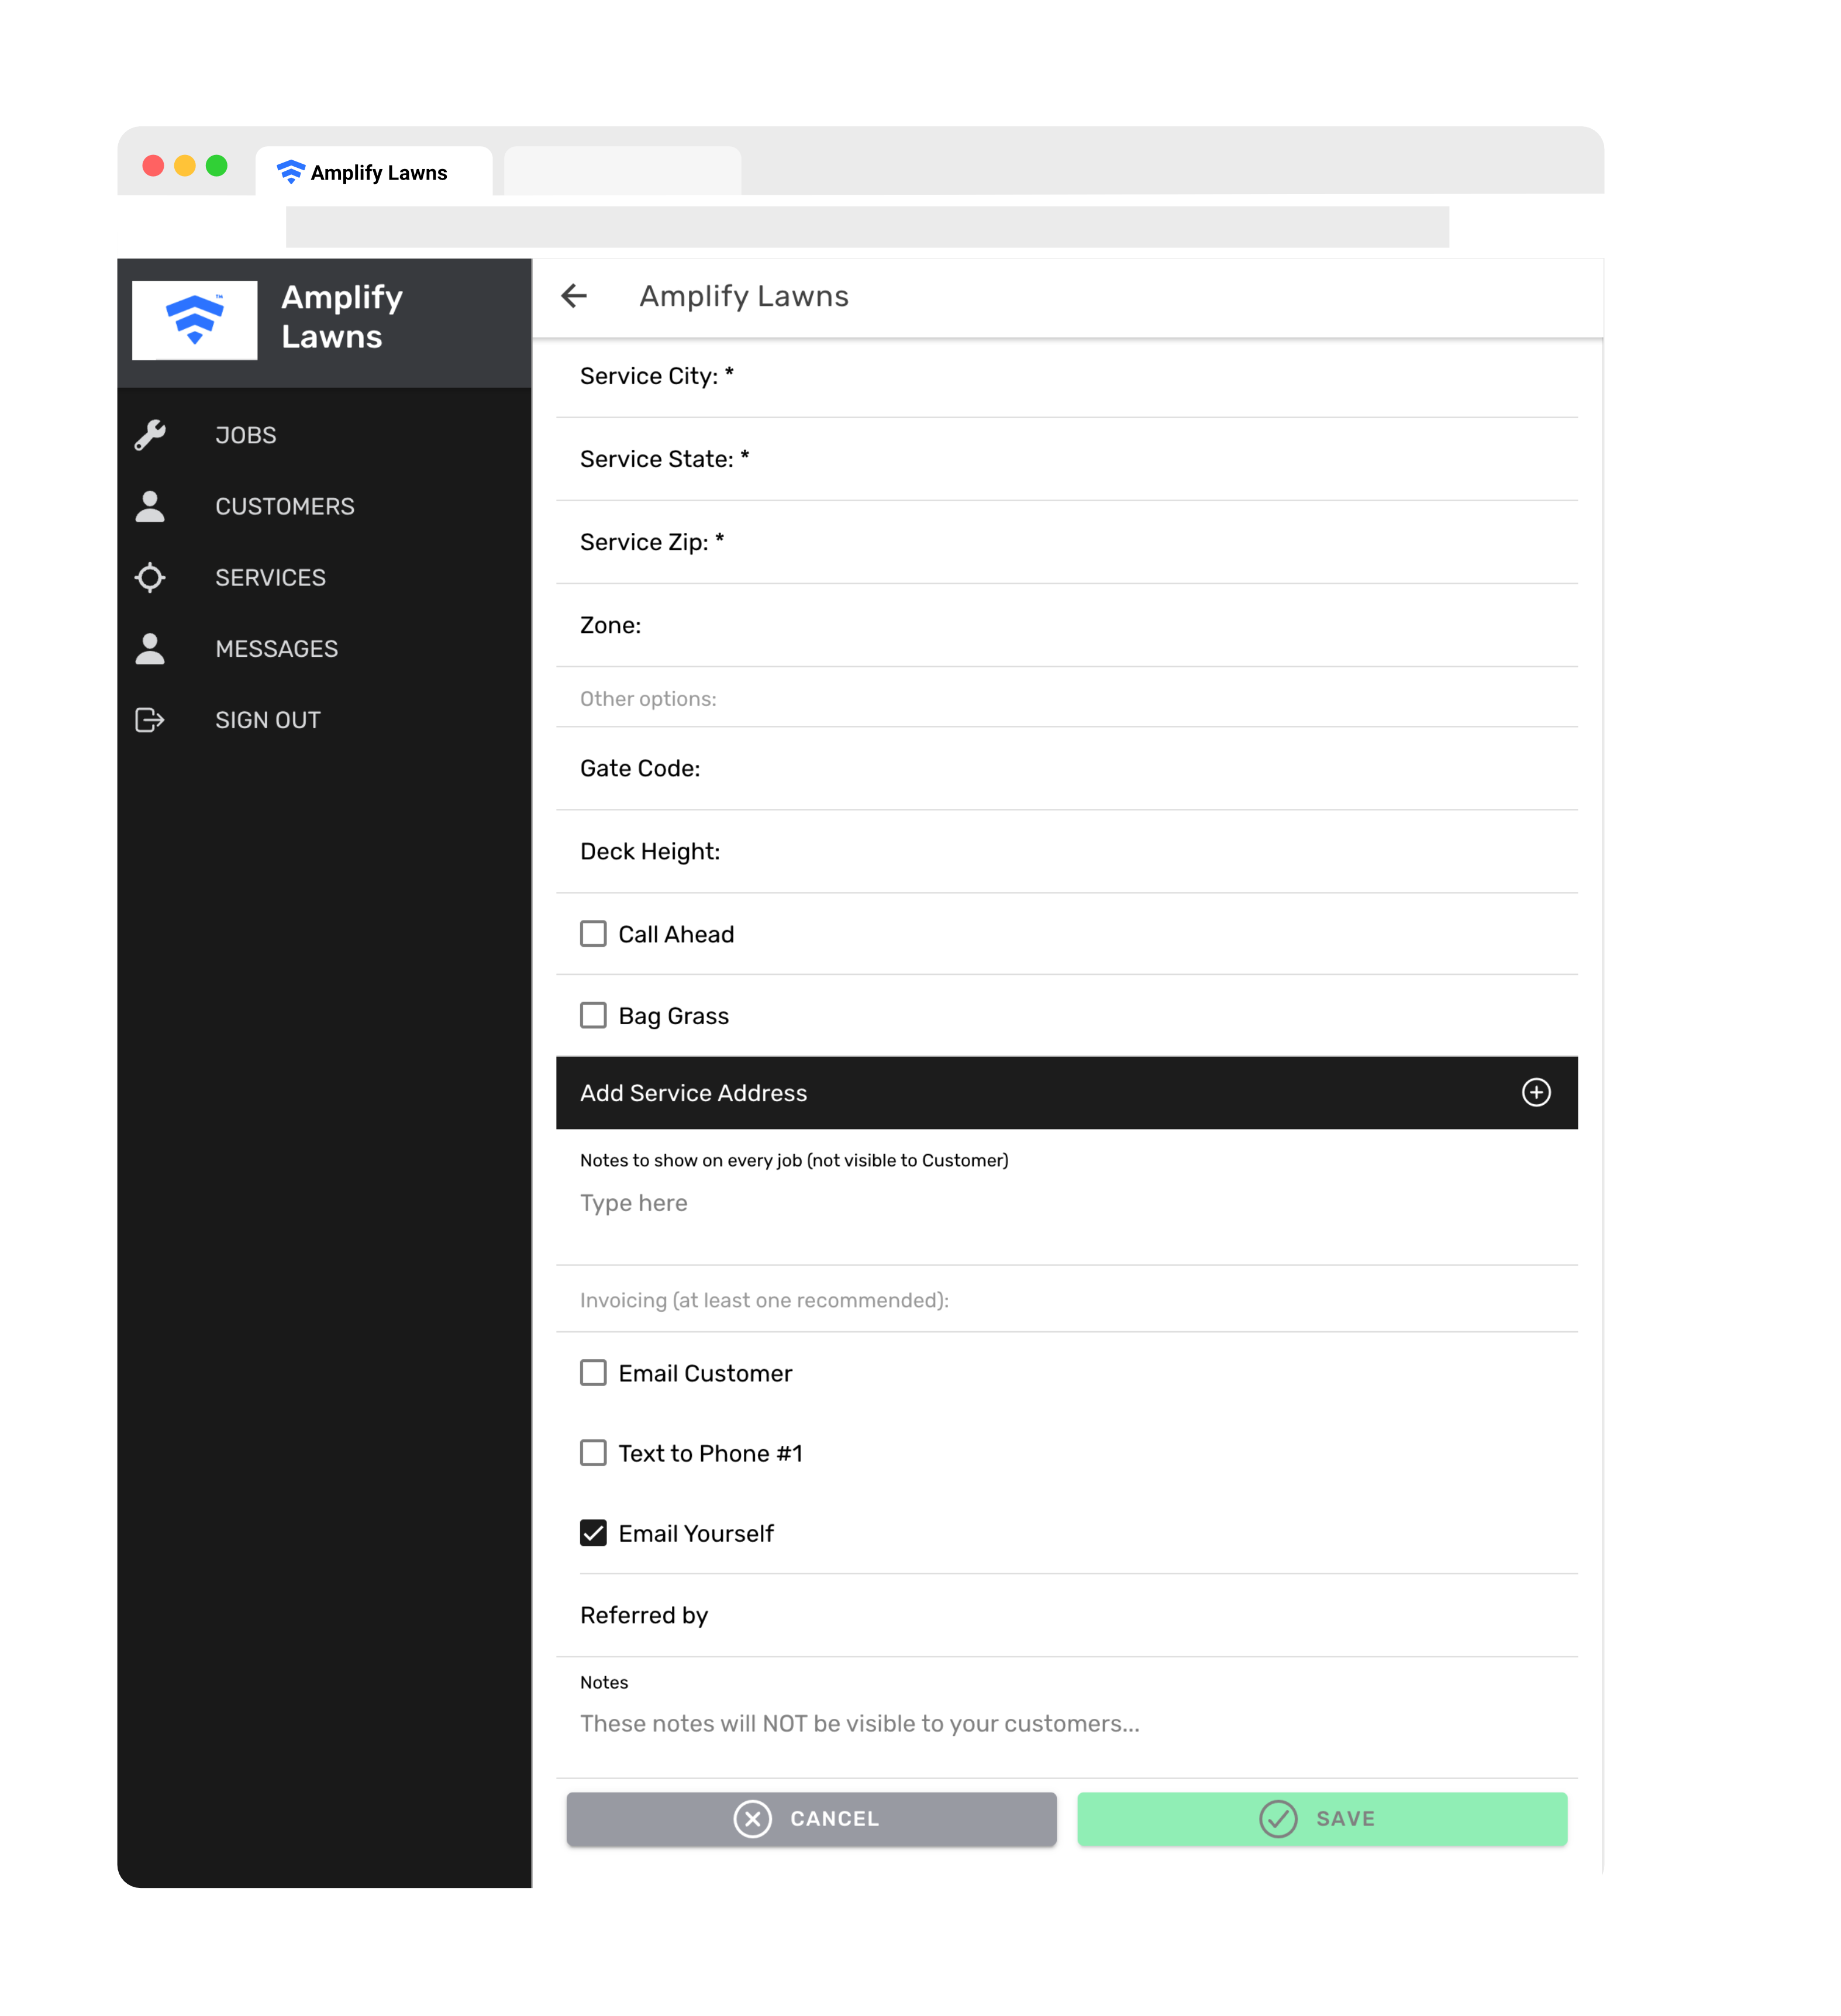 Amplify Lawns
™
Amplify
Lawns
JOBS
CUSTOMERS
SERVICES
MESSAGES
SIGN OUT
Amplify Lawns
Service City: *
Service State: *
Service Zip: *
Zone:
Other options:
Gate Code:
Deck Height:
Call Ahead
Bag Grass
Add Service Address
Notes to show on every job (not visible to Customer)
Type here
Invoicing (at least one recommended):
Email Customer
Text to Phone #1
Email Yourself
Referred by
Notes
These notes will NOT be visible to your customers...
CANCEL
SAVE